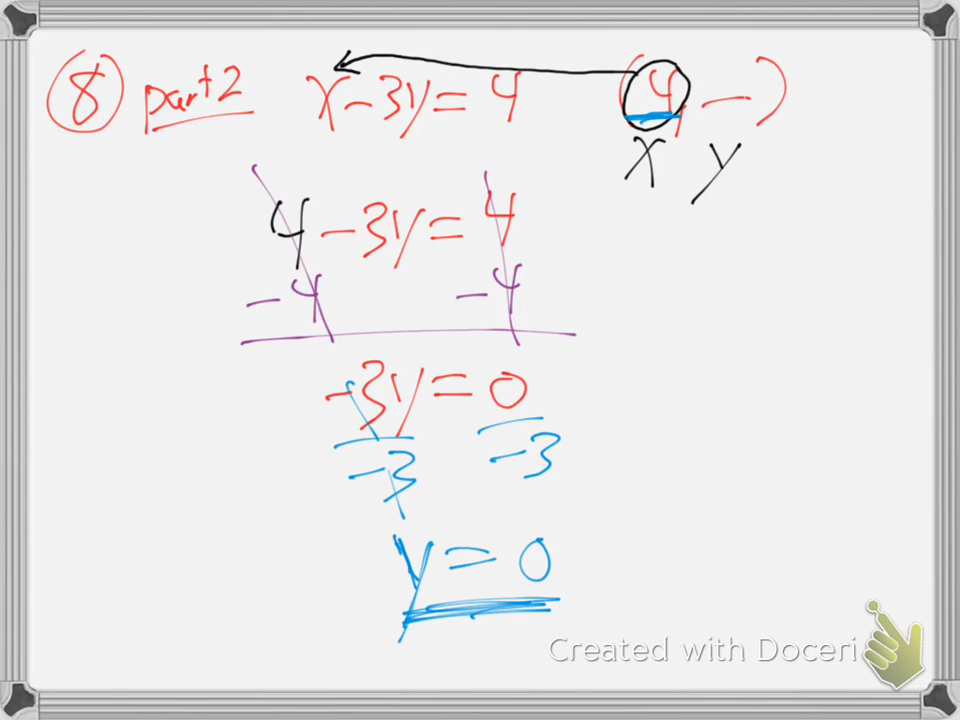 8 part 2 x - 3y = 4 (4, _)
x y
4 - 3y = 4
- 4 - 4
-3y = 0
-3 -3
y = 0
Created with Doceri